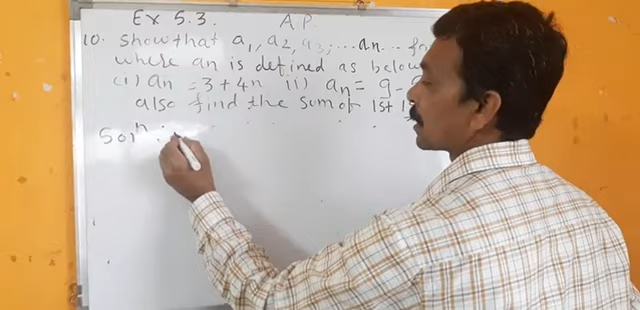 Ex 5.3. A.P.
10. Show that a1, a2, a3, ... an ...
where an is defined as below
(i) an = 3 + 4n (ii) an = 9 -
also find the sum of 1st
Soln :